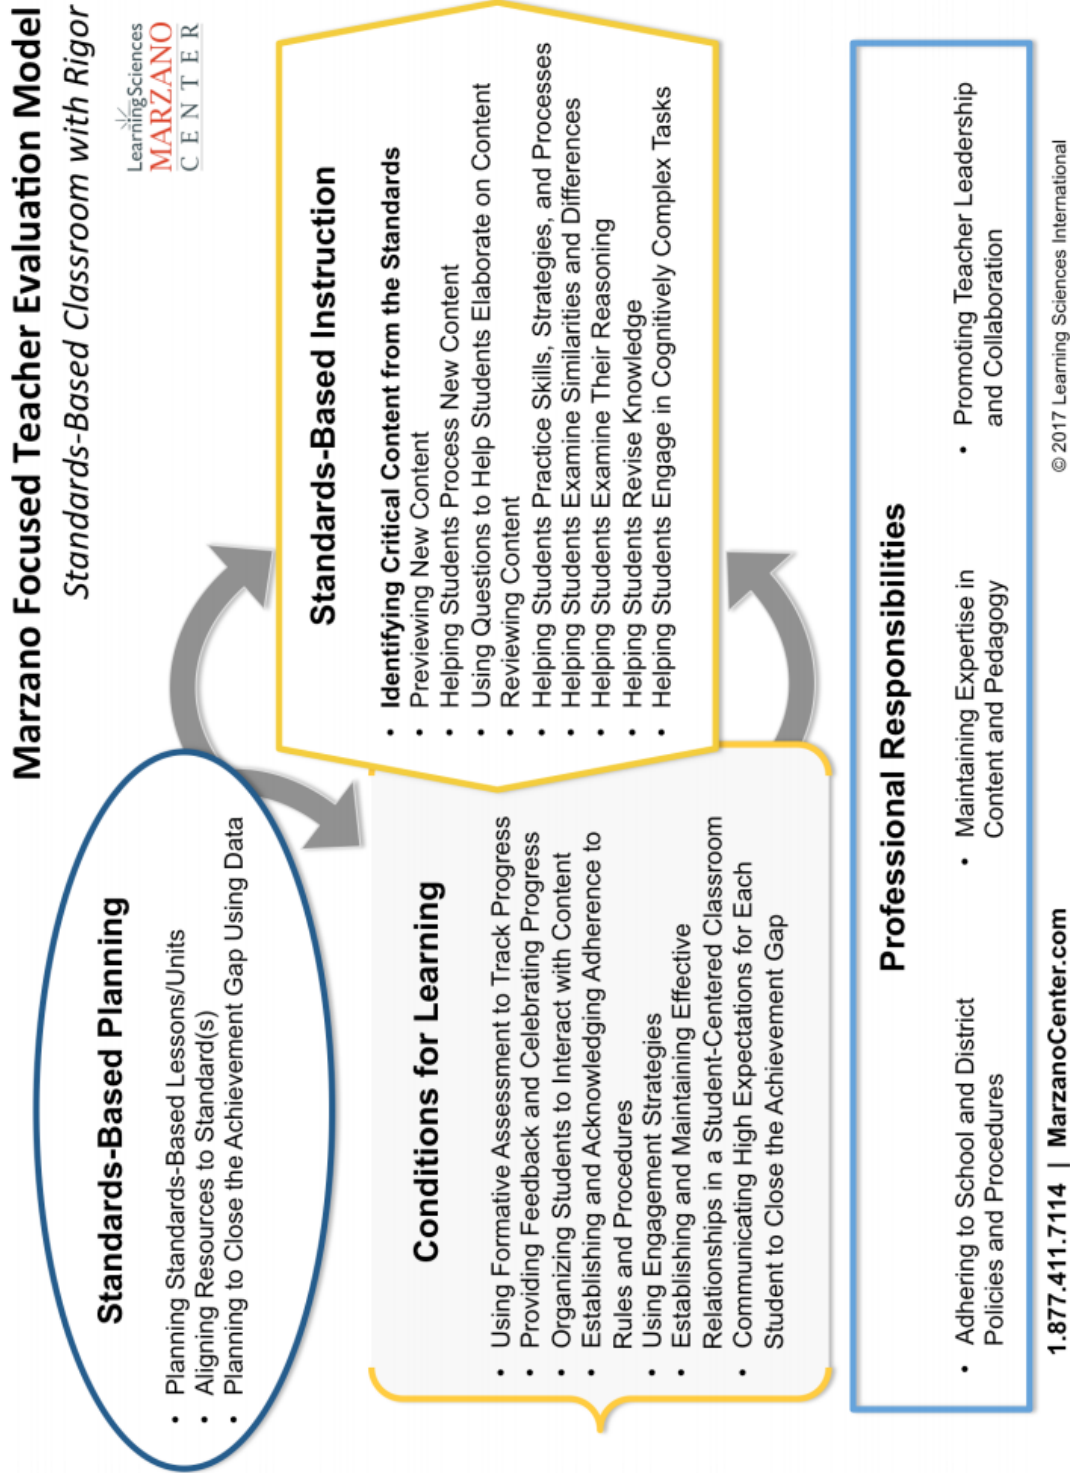 Marzano Focused Teacher Evaluation Model
Standards-Based Classroom with Rigor
LearningSciences
MARZANO
CENTER
Standards-Based Planning
• Planning Standards-Based Lessons/Units
• Aligning Resources to Standard(s)
• Planning to Close the Achievement Gap Using Data
Conditions for Learning
• Using Formative Assessment to Track Progress
• Providing Feedback and Celebrating Progress
• Organizing Students to Interact with Content
• Establishing and Acknowledging Adherence to
Rules and Procedures
• Using Engagement Strategies
• Establishing and Maintaining Effective
Relationships in a Student-Centered Classroom
• Communicating High Expectations for Each
Student to Close the Achievement Gap
Standards-Based Instruction
• Identifying Critical Content from the Standards
• Previewing New Content
• Helping Students Process New Content
• Using Questions to Help Students Elaborate on Content
• Reviewing Content
• Helping Students Practice Skills, Strategies, and Processes
• Helping Students Examine Similarities and Differences
• Helping Students Examine Their Reasoning
• Helping Students Revise Knowledge
• Helping Students Engage in Cognitively Complex Tasks
Professional Responsibilities
• Adhering to School and District
Policies and Procedures
• Maintaining Expertise in
Content and Pedagogy
• Promoting Teacher Leadership
and Collaboration
1.877.411.7114 | MarzanoCenter.com
© 2017 Learning Sciences International